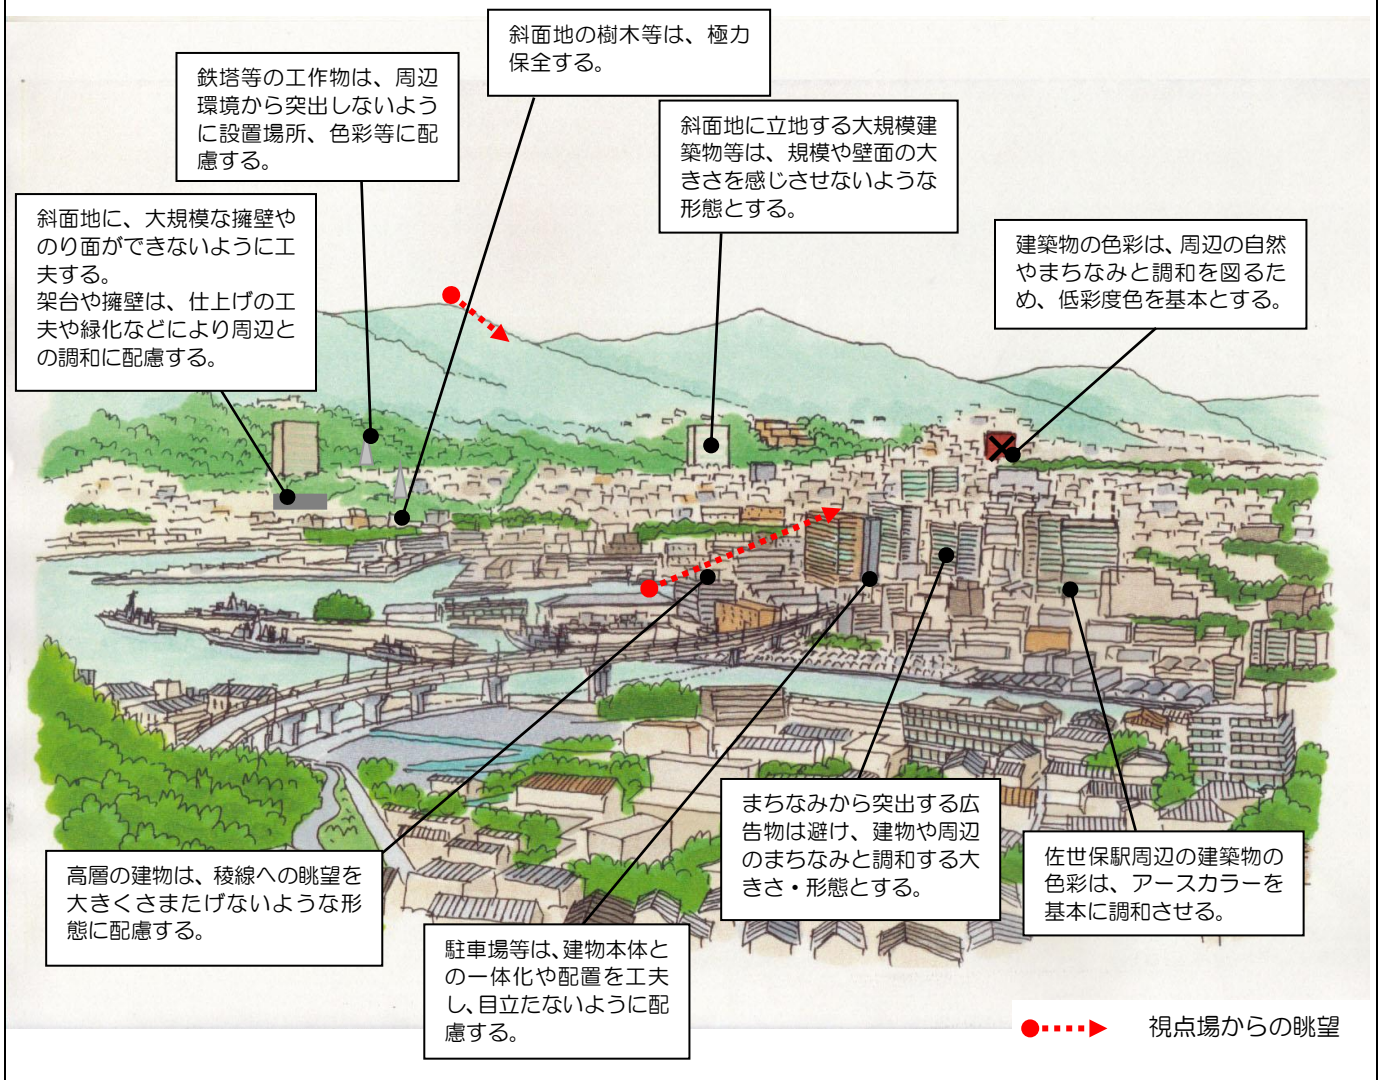 斜面地の樹木等は、極力
保全する。
鉄塔等の工作物は、周辺
環境から突出しないよう
に設置場所、色彩等に配
慮する。
斜面地に立地する大規模建
築物等は、規模や壁面の大
きさを感じさせないような
形態とする。
斜面地に、大規模な擁壁や
のり面ができないように工
夫する。
架台や擁壁は、仕上げの工
夫や緑化などにより周辺と
の調和に配慮する。
建築物の色彩は、周辺の自然
やまちなみと調和を図るた
め、低彩度色を基本とする。
高層の建物は、稜線への眺望を
大きくさまたげないような形
態に配慮する。
駐車場等は、建物本体と
の一体化や配置を工夫
し、目立たないように配
慮する。
まちなみから突出する広
告物は避け、建物や周辺
のまちなみと調和する大
きさ・形態とする。
佐世保駅周辺の建築物の
色彩は、アースカラーを
基本に調和させる。
視点場からの眺望